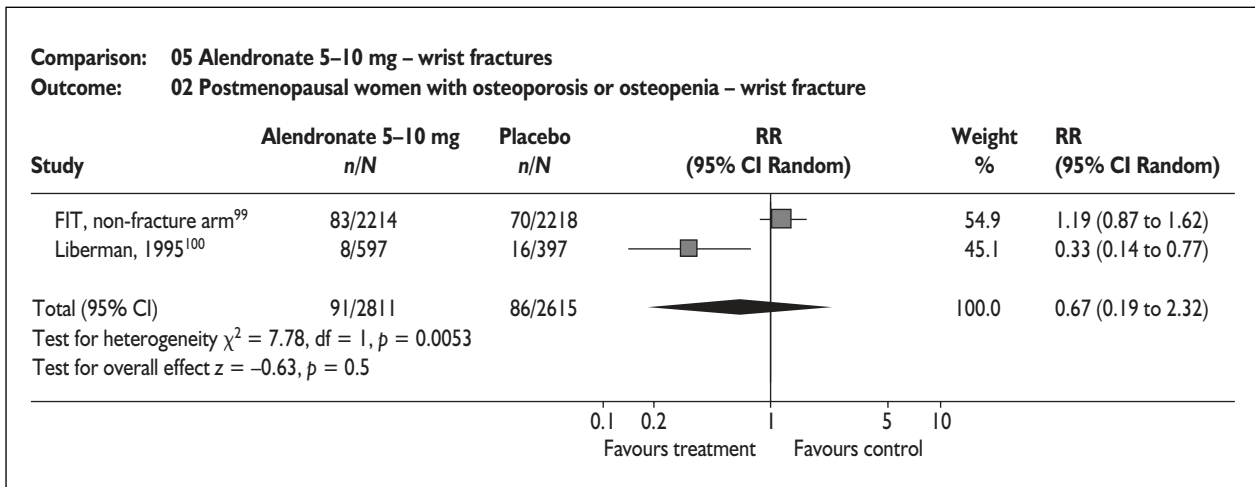 Comparison: 05 Alendronate 5–10 mg – wrist fractures
Outcome: 02 Postmenopausal women with osteoporosis or osteopenia – wrist fracture
Alendronate 5–10 mg Placebo RR Weight RR
Study n/N n/N (95% CI Random) % (95% CI Random)
FIT, non-fracture arm⁹⁹ 83/2214 70/2218 54.9 1.19 (0.87 to 1.62)
Liberman, 1995¹⁰⁰ 8/597 16/397 45.1 0.33 (0.14 to 0.77)
Total (95% CI) 91/2811 86/2615 100.0 0.67 (0.19 to 2.32)
Test for heterogeneity χ² = 7.78, df = 1, p = 0.0053
Test for overall effect z = –0.63, p = 0.5
0.1 0.2 1 5 10
Favours treatment Favours control